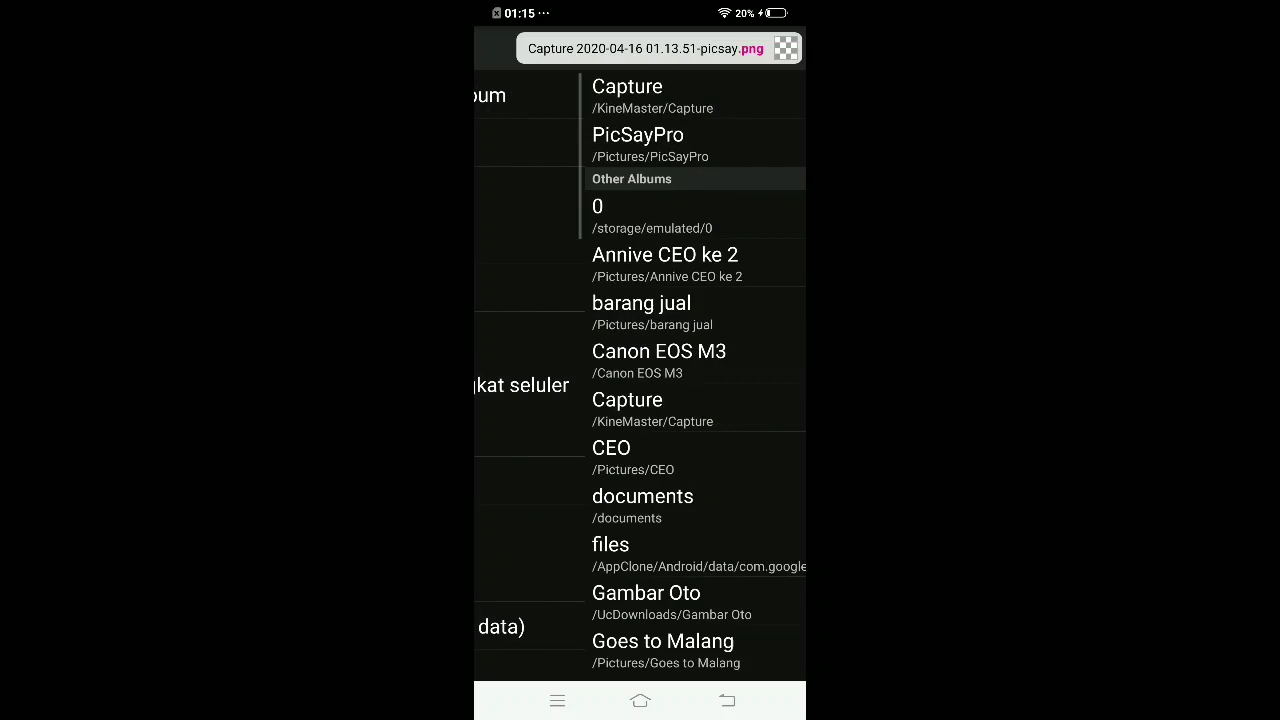 01:15 ···
20%
Capture 2020-04-16 01.13.51-picsay.png
Capture
/KineMaster/Capture
PicSayPro
/Pictures/PicSayPro
Other Albums
0
/storage/emulated/0
Annive CEO ke 2
/Pictures/Annive CEO ke 2
barang jual
/Pictures/barang jual
Canon EOS M3
/Canon EOS M3
Capture
/KineMaster/Capture
CEO
/Pictures/CEO
documents
/documents
files
/AppClone/Android/data/com.google
Gambar Oto
/UcDownloads/Gambar Oto
Goes to Malang
/Pictures/Goes to Malang
seluler
data)